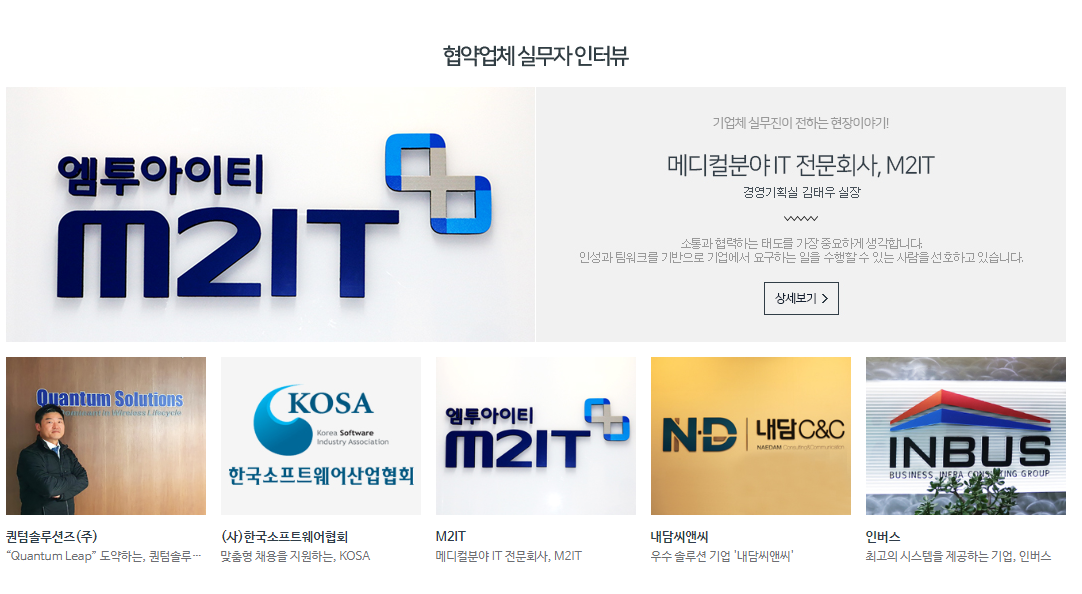 협약업체 실무자 인터뷰
엠투아이티
M2IT
기업체 실무진이 전하는 현장이야기!
메디컬분야 IT 전문회사, M2IT
경영기획실 김태우 실장
소통과 협력하는 태도를 가장 중요하게 생각합니다.
인성과 팀워크를 기반으로 기업에서 요구하는 일을 수행할 수 있는 사람을 선호하고 있습니다.
상세보기 >
Quantum Solutions
in Wireless Lifecycle
KOSA
Korea Software
Industry Association
한국소프트웨어산업협회
엠투아이티
M2IT
N·D 내담C&C
NAEDAM Consulting&Communication
INBUS
BUSINESS INFRA CONSULTING GROUP
퀀텀솔루션즈(주)
“Quantum Leap” 도약하는, 퀀텀솔루…
(사)한국소프트웨어협회
맞춤형 채용을 지원하는, KOSA
M2IT
메디컬분야 IT 전문회사, M2IT
내담씨앤씨
우수 솔루션 기업 '내담씨앤씨'
인버스
최고의 시스템을 제공하는 기업, 인버스